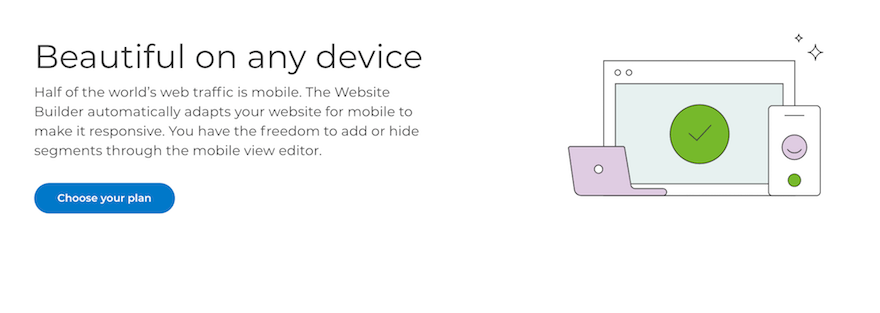 Beautiful on any device
Half of the world’s web traffic is mobile. The Website
Builder automatically adapts your website for mobile to
make it responsive. You have the freedom to add or hide
segments through the mobile view editor.
Choose your plan